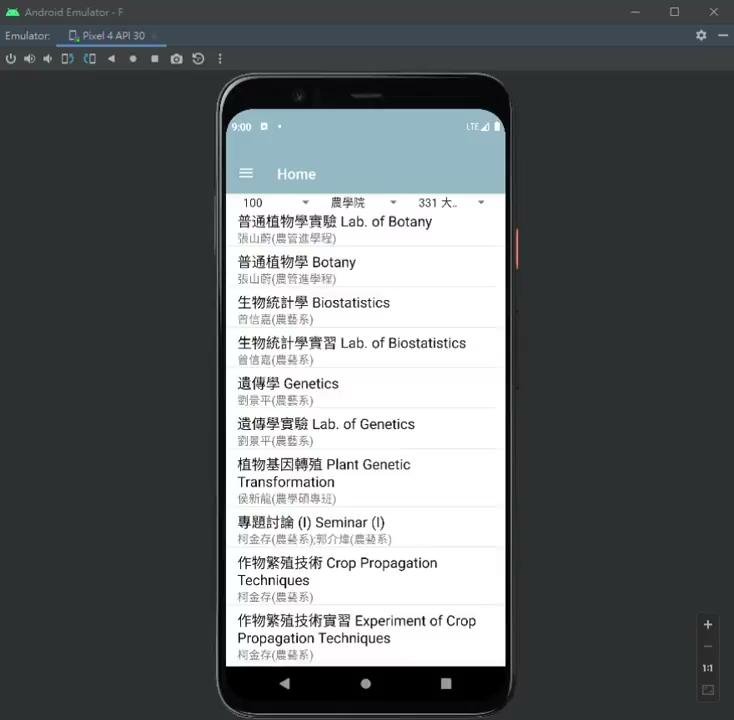 Android Emulator - F
Emulator: Pixel 4 API 30
9:00 LTE
Home
100 農學院 331 大..
普通植物學實驗 Lab. of Botany
張山蔚(農管進學程)
普通植物學 Botany
張山蔚(農管進學程)
生物統計學 Biostatistics
曾信嘉(農藝系)
生物統計學實習 Lab. of Biostatistics
曾信嘉(農藝系)
遺傳學 Genetics
劉景平(農藝系)
遺傳學實驗 Lab. of Genetics
劉景平(農藝系)
植物基因轉殖 Plant Genetic
Transformation
侯新龍(農學碩專班)
專題討論 (I) Seminar (I)
柯金存(農藝系);郭介煒(農藝系)
作物繁殖技術 Crop Propagation
Techniques
柯金存(農藝系)
作物繁殖技術實習 Experiment of Crop
Propagation Techniques
柯金存(農藝系)
1:1